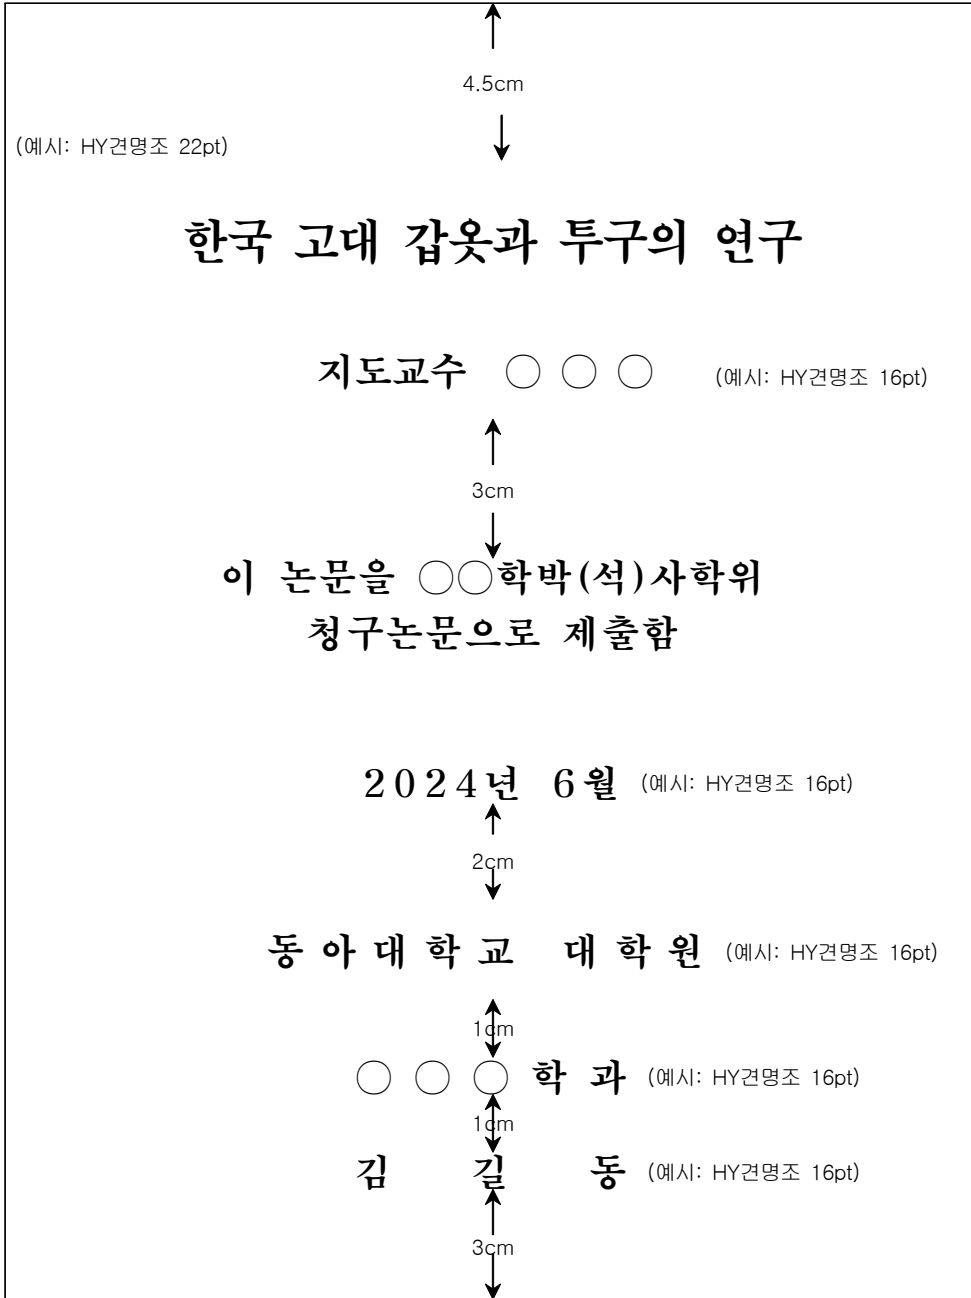 4.5cm
(예시: HY견명조 22pt)
한국 고대 갑옷과 투구의 연구
지도교수 ○ ○ ○ (예시: HY견명조 16pt)
3cm
이 논문을 ○○학박(석)사학위
청구논문으로 제출함
2024년 6월 (예시: HY견명조 16pt)
2cm
동 아 대 학 교 대 학 원 (예시: HY견명조 16pt)
1cm
○ ○ ○ 학 과 (예시: HY견명조 16pt)
1cm
김 길 동 (예시: HY견명조 16pt)
3cm